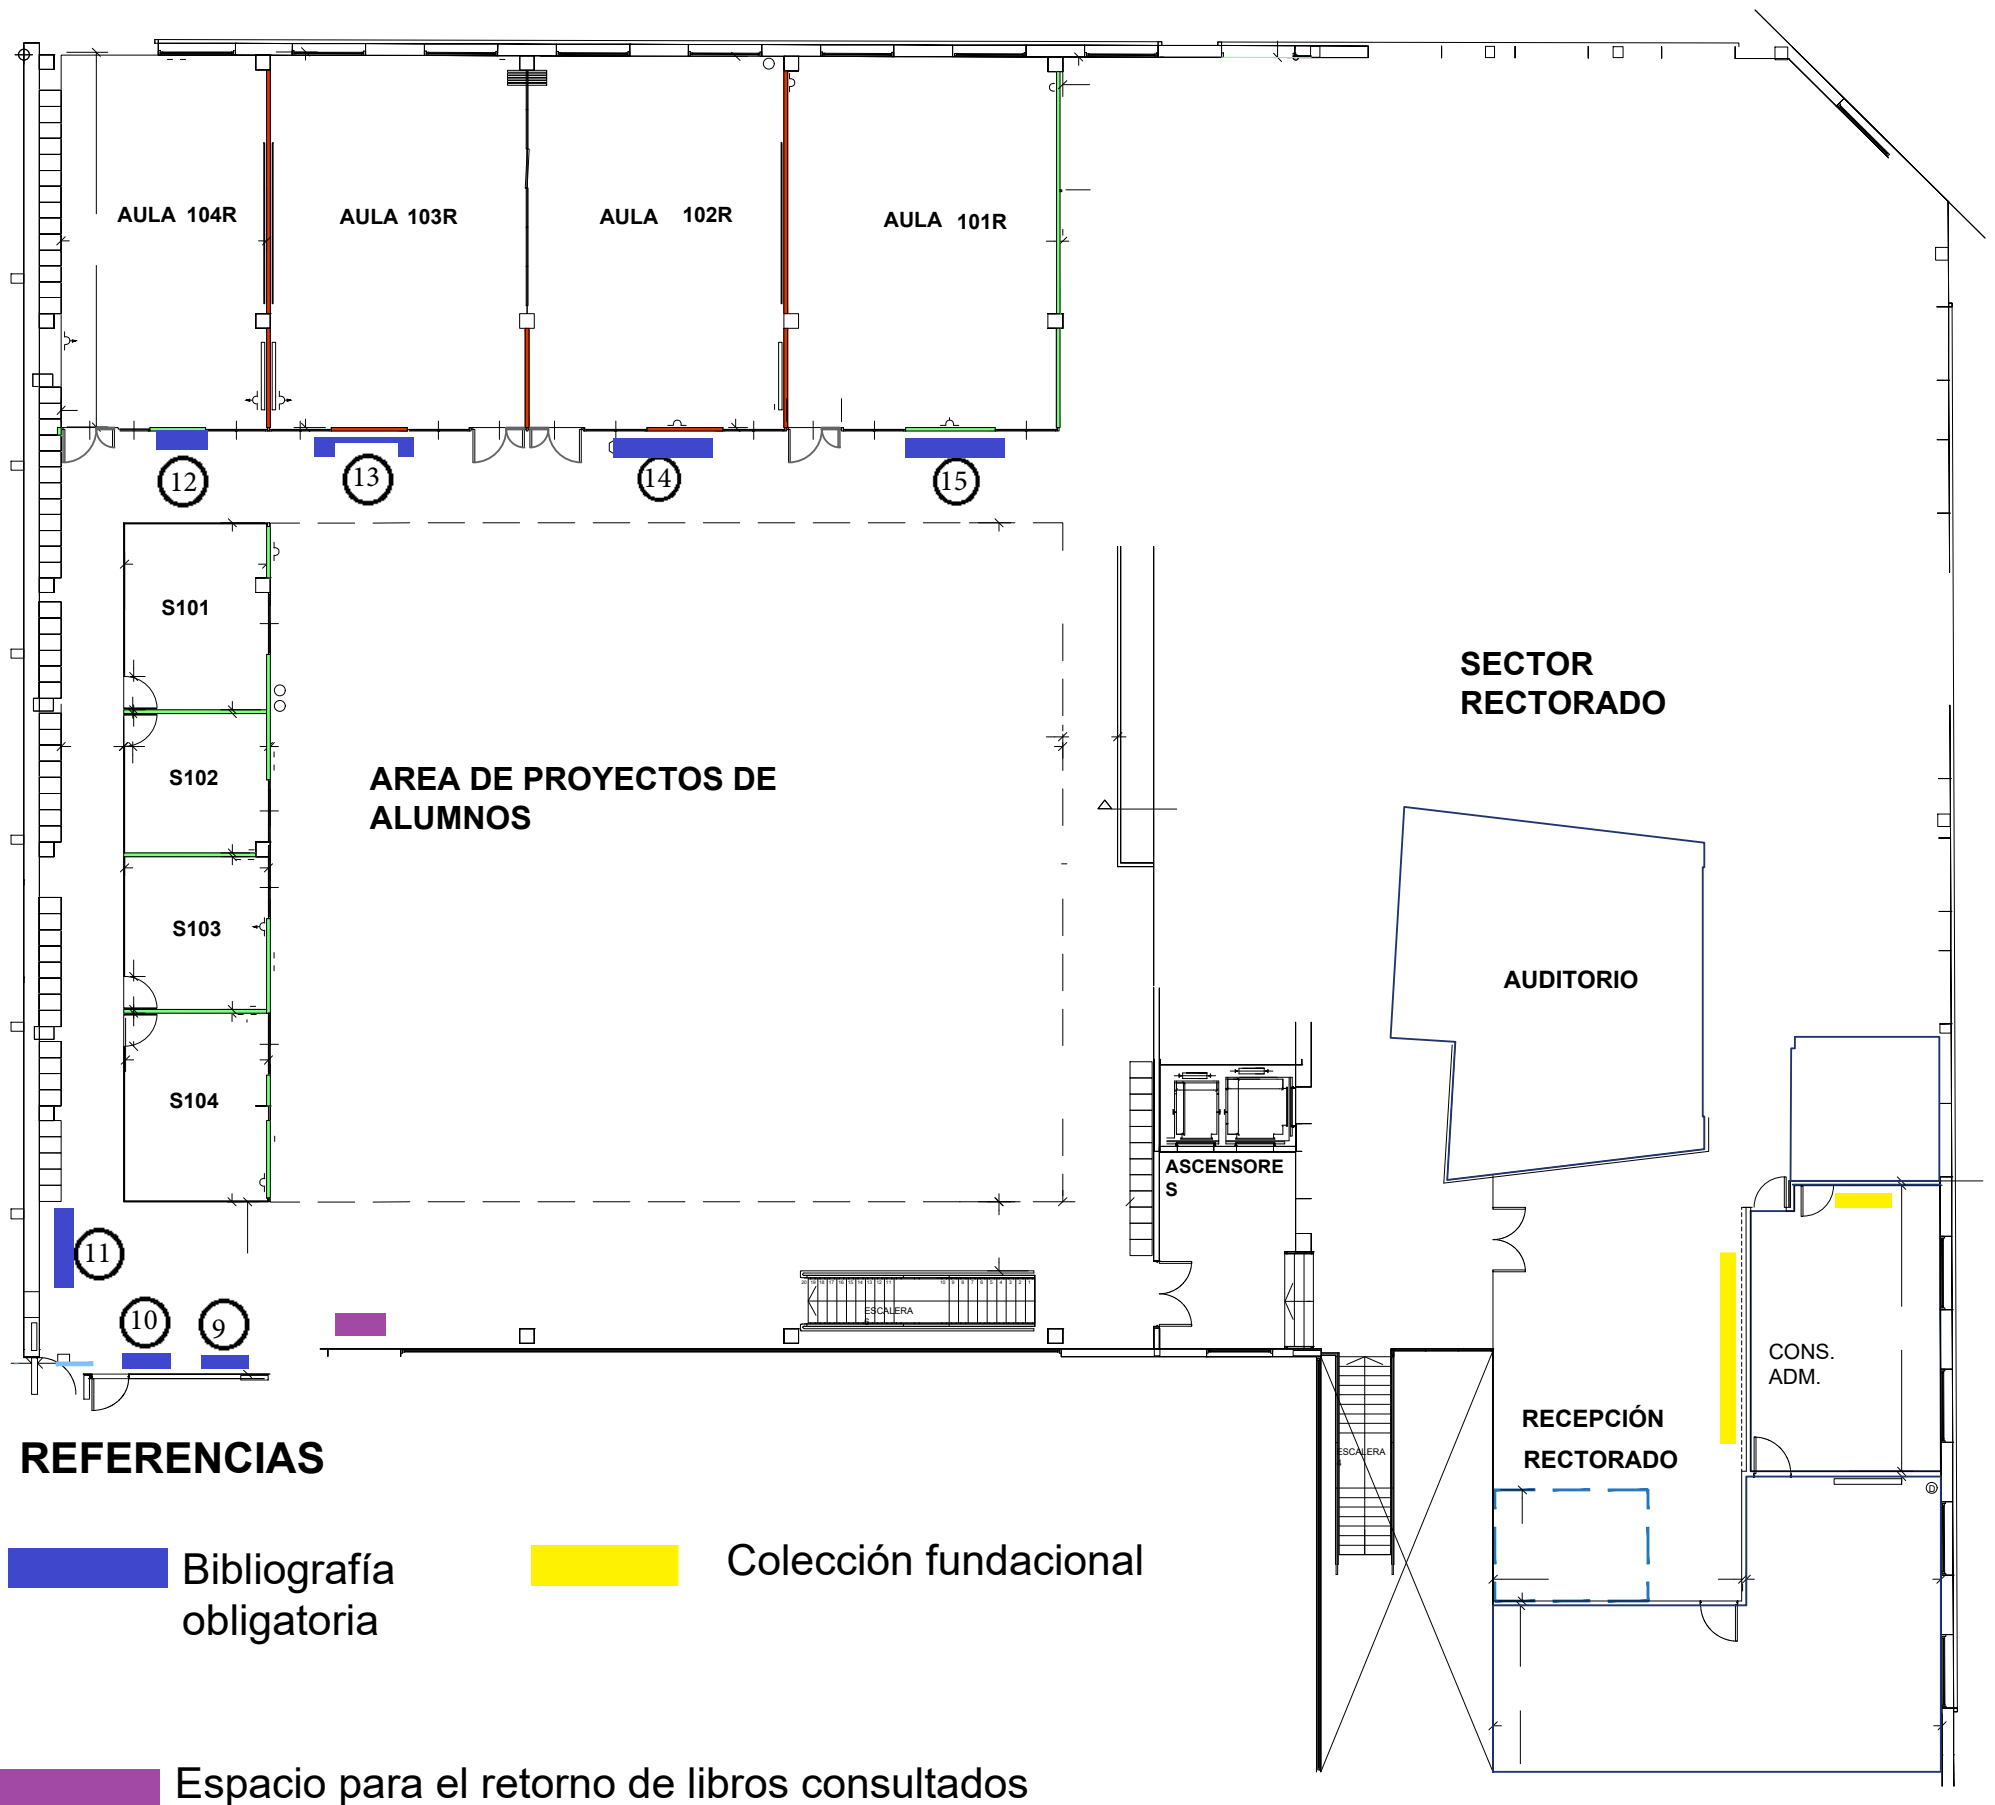 AULA 104R
AULA 103R
AULA 102R
AULA 101R
12
13
14
15
S101
S102
S103
S104
AREA DE PROYECTOS DE
ALUMNOS
SECTOR
RECTORADO
AUDITORIO
ASCENSORE
S
11
10
9
ESCALERA
CONS.
ADM.
RECEPCIÓN
RECTORADO
ESCALERA
D
REFERENCIAS
Bibliografía
obligatoria
Colección fundacional
Espacio para el retorno de libros consultados